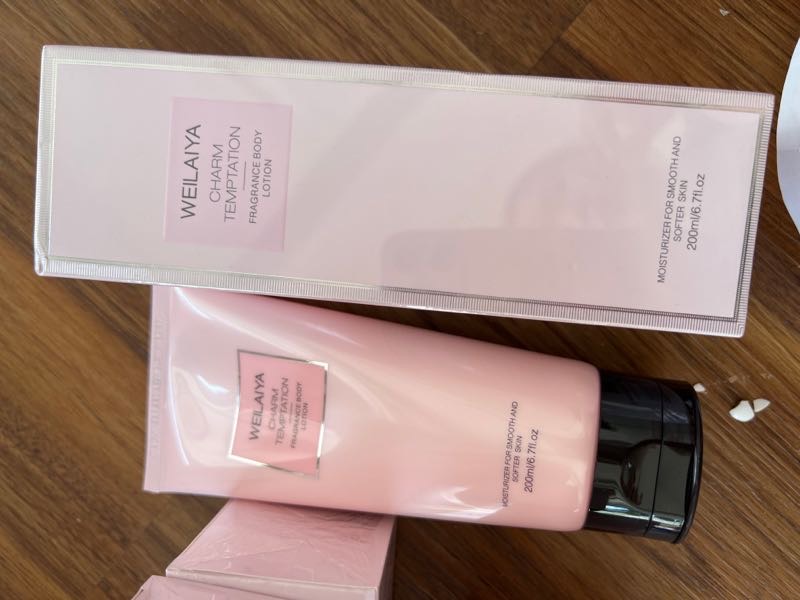 WEILAIYA
CHARM
TEMPTATION
FRAGRANCE BODY
LOTION
MOISTURIZER FOR SMOOTH AND
SOFTER SKIN
200ml/6.7fl.oz
WEILAIYA
CHARM
TEMPTATION
FRAGRANCE BODY
LOTION
MOISTURIZER FOR SMOOTH AND
SOFTER SKIN
200ml/6.7fl.oz